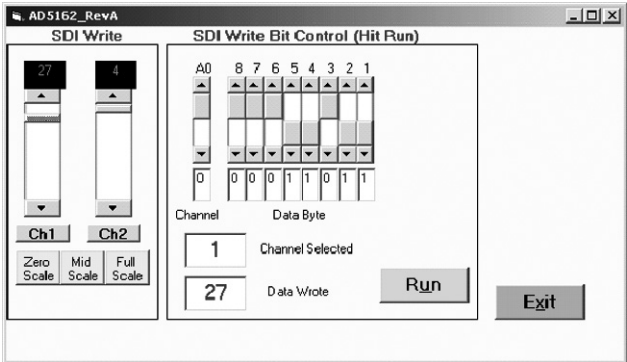 AD5162_RevA
SDI Write
SDI Write Bit Control (Hit Run)
27 4
A0 8 7 6 5 4 3 2 1
0 0 0 0 1 1 0 1 1
Channel Data Byte
Ch1 Ch2
1 Channel Selected
Zero Scale
Mid Scale
Full Scale
27 Data Wrote
Run
Exit